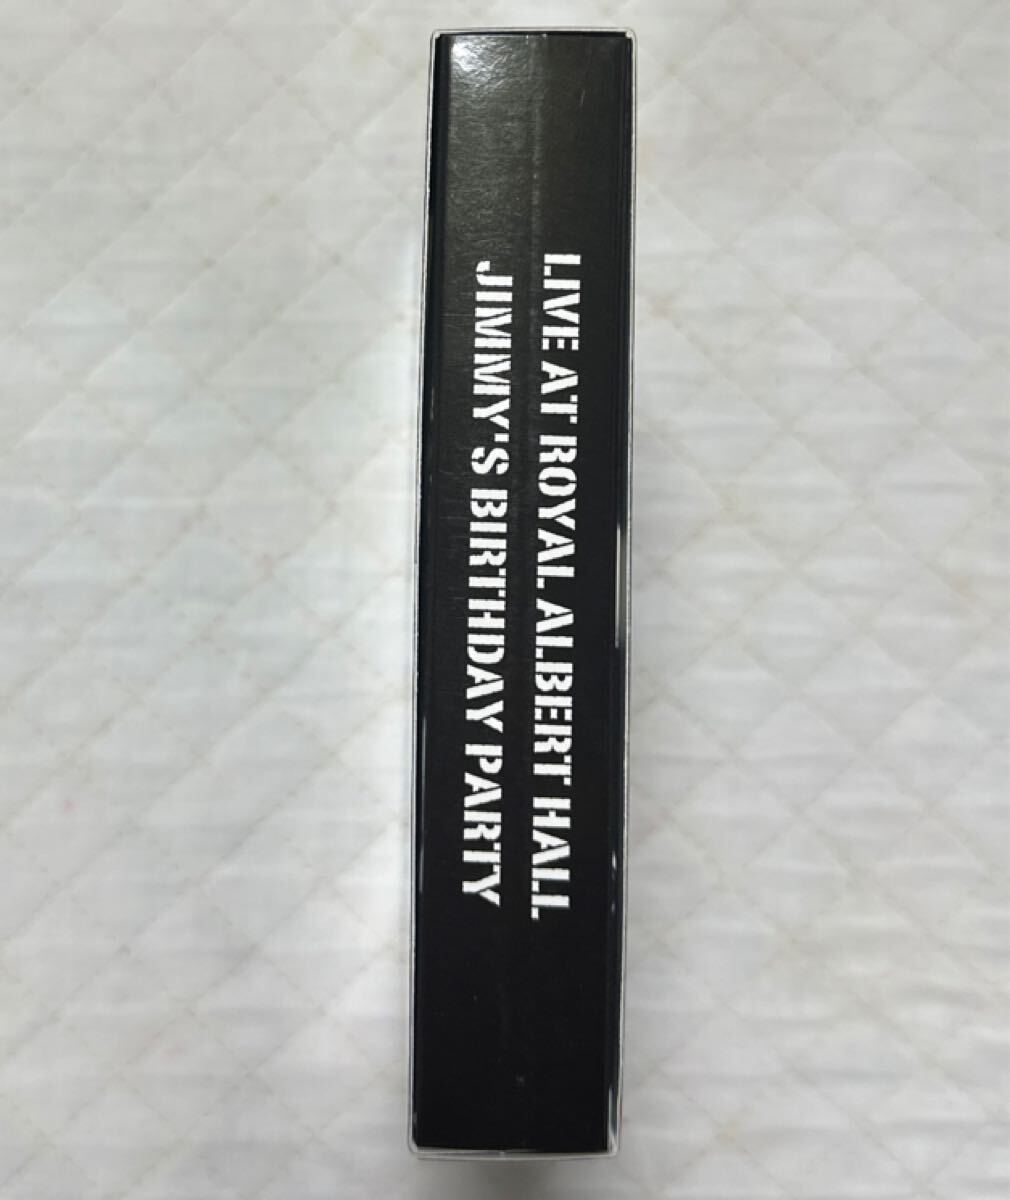 LIVE AT ROYAL ALBERT HALL
JIMMY'S BIRTHDAY PARTY